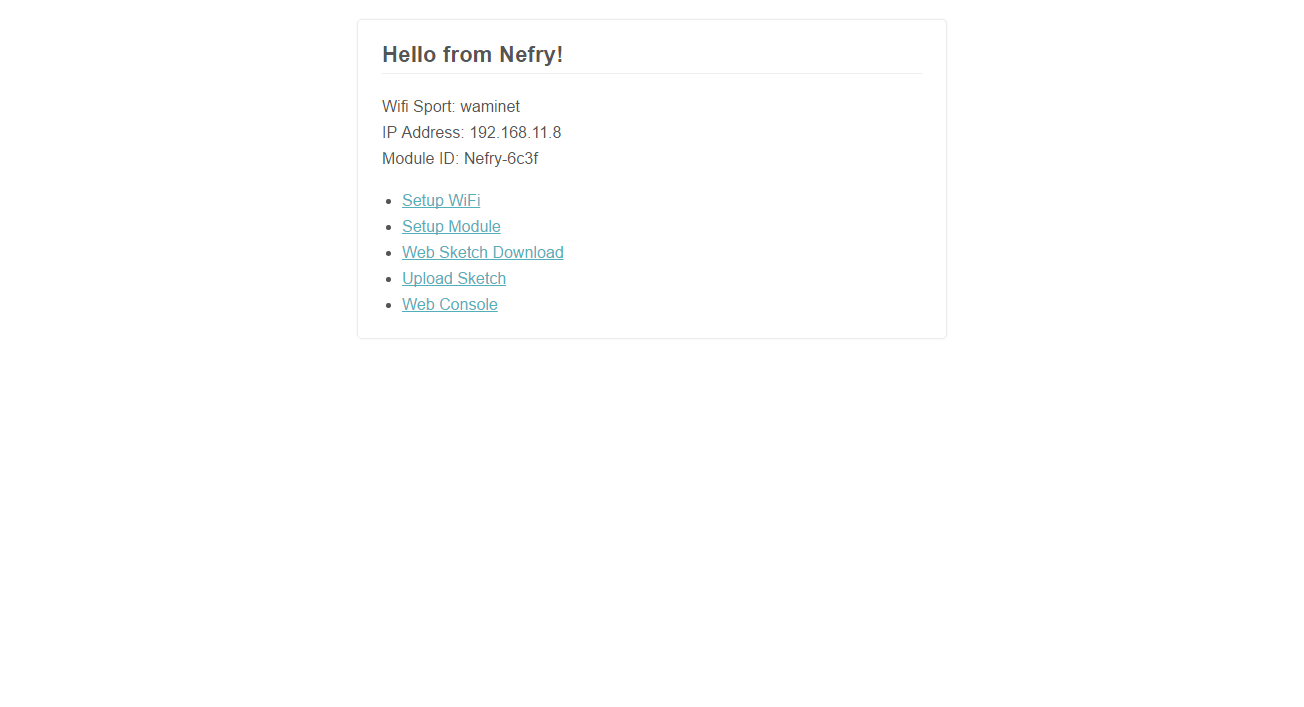 Hello from Nefry!
Wifi Sport: waminet
IP Address: 192.168.11.8
Module ID: Nefry-6c3f
Setup WiFi
Setup Module
Web Sketch Download
Upload Sketch
Web Console